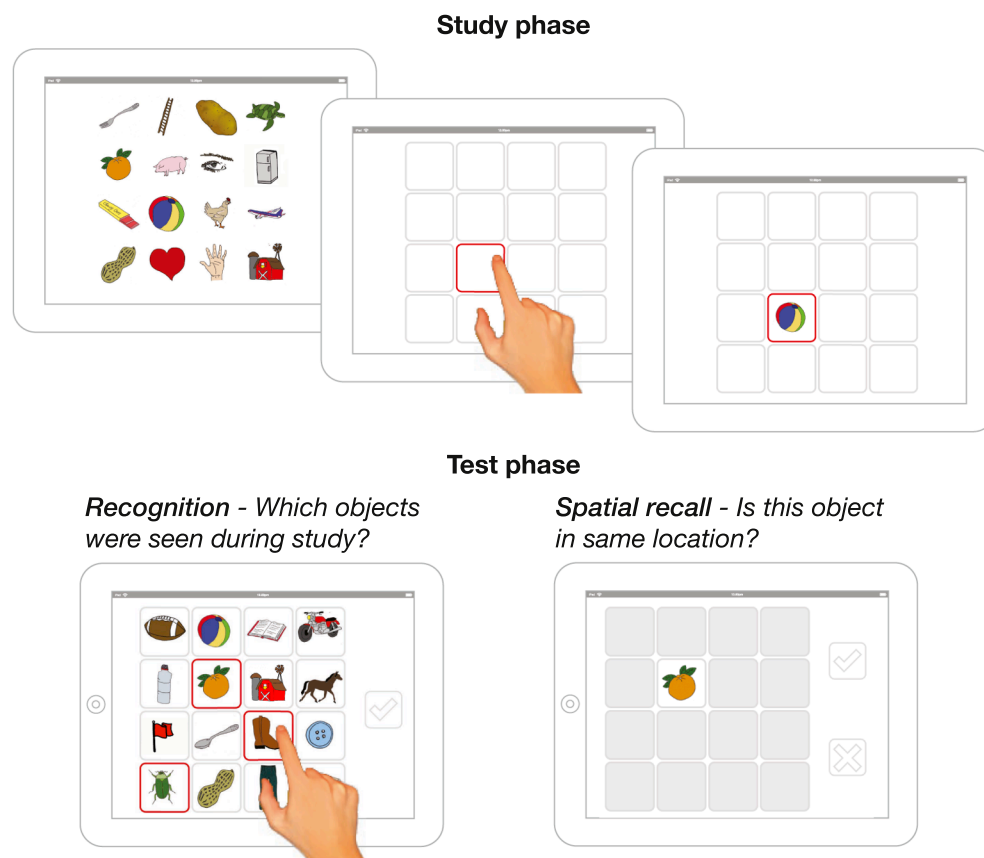 Study phase
Test phase
Recognition - Which objects
were seen during study?
Spatial recall - Is this object
in same location?